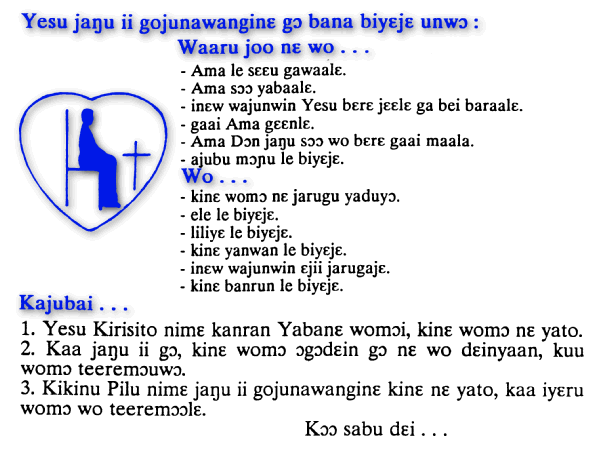 Yesu jaŋu ii gojunawanginɛ gɔ bana biyɛjɛ unwɔ :
Waaru joo nɛ wo . . .
- Ama le sɛɛu gawaalɛ.
- Ama sɔɔ yabaalɛ.
- inɛw wajunwin Yesu bɛrɛ jɛɛlɛ ga bei baraalɛ.
- gaai Ama gɛɛnlɛ.
- Ama Dɔn jaŋu sɔɔ wo bɛrɛ gaai maala.
- ajubu mɔŋu le biyɛjɛ.
Wo . . .
- kinɛ womɔ nɛ jarugu yaduyɔ.
- ele le biyɛjɛ.
- liliyɛ le biyɛjɛ.
- kinɛ yanwan le biyɛjɛ.
- inɛw wajunwin ɛjii jarugajɛ.
- kinɛ banrun le biyɛjɛ.
Kajubai . . .
1. Yesu Kirisito nimɛ kanran Yabanɛ womɔi, kinɛ womɔ nɛ yato.
2. Kaa jaŋu ii gɔ, kinɛ womɔ ɔgɔdɛin gɔ nɛ wo dɛinyaan, kuu
womɔ teeremɔuwɔ.
3. Kikinu Pilu nimɛ jaŋu ii gojunawanginɛ kinɛ nɛ yato, kaa iyɛru
womɔ wo teeremɔɔlɛ.
Kɔɔ sabu dɛi . . .